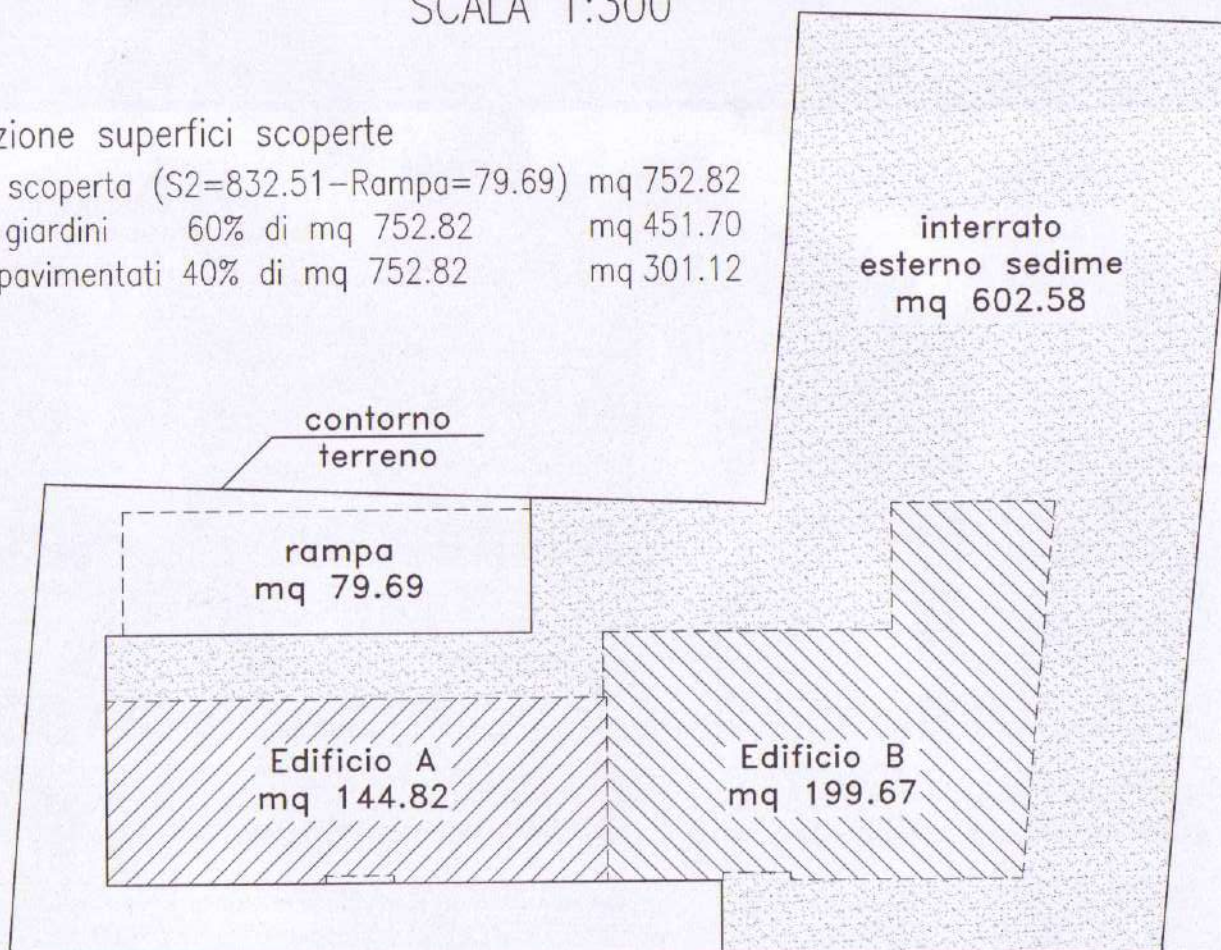 SCALA 1:300
zione superfici scoperte
scoperta (S2=832.51-Rampa=79.69) mq 752.82
giardini 60% di mq 752.82 mq 451.70
pavimentati 40% di mq 752.82 mq 301.12
interrato
esterno sedime
mq 602.58
contorno
terreno
rampa
mq 79.69
Edificio A
mq 144.82
Edificio B
mq 199.67